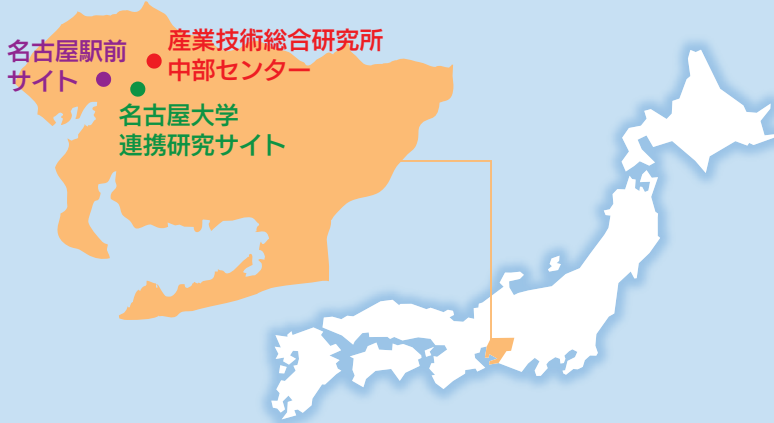 産業技術総合研究所
中部センター
名古屋駅前
サイト
名古屋大学
連携研究サイト